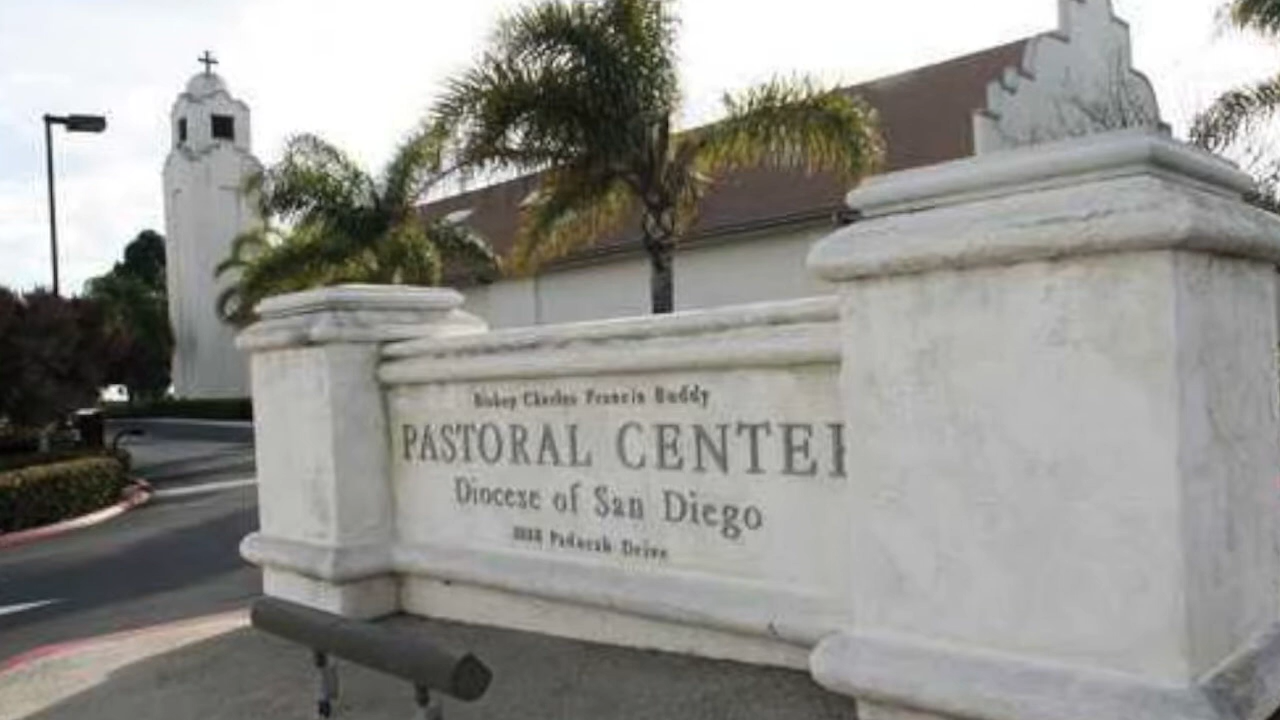 Bishop Charles Francis Buddy
PASTORAL CENTER
Diocese of San Diego
Paducah Drive